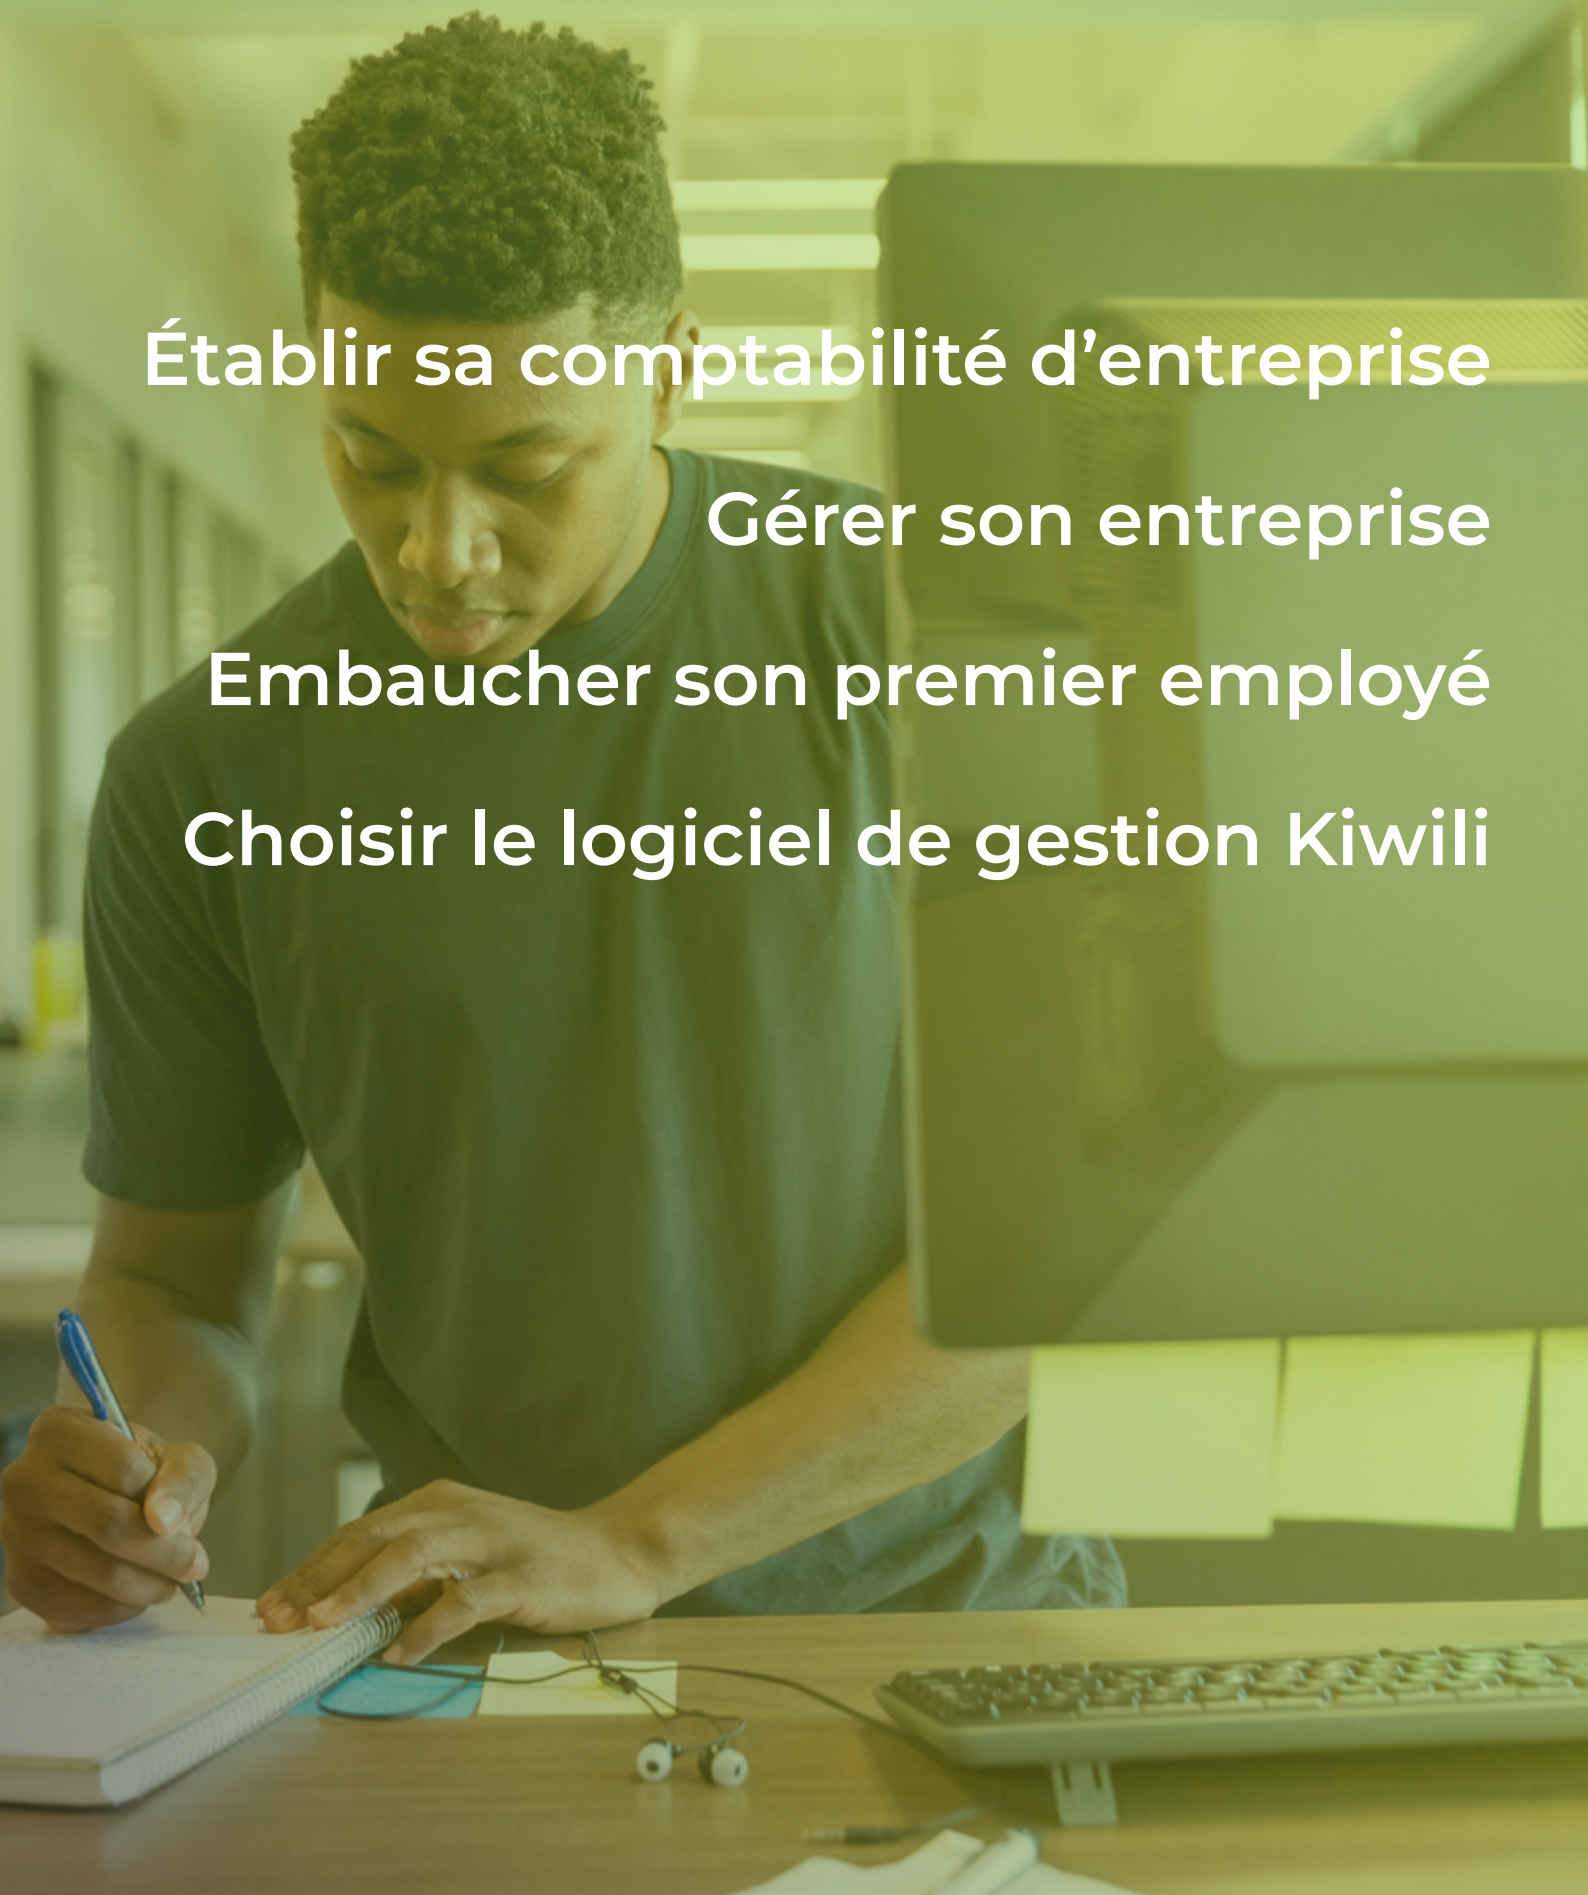 Établir sa comptabilité d’entreprise
Gérer son entreprise
Embaucher son premier employé
Choisir le logiciel de gestion Kiwili